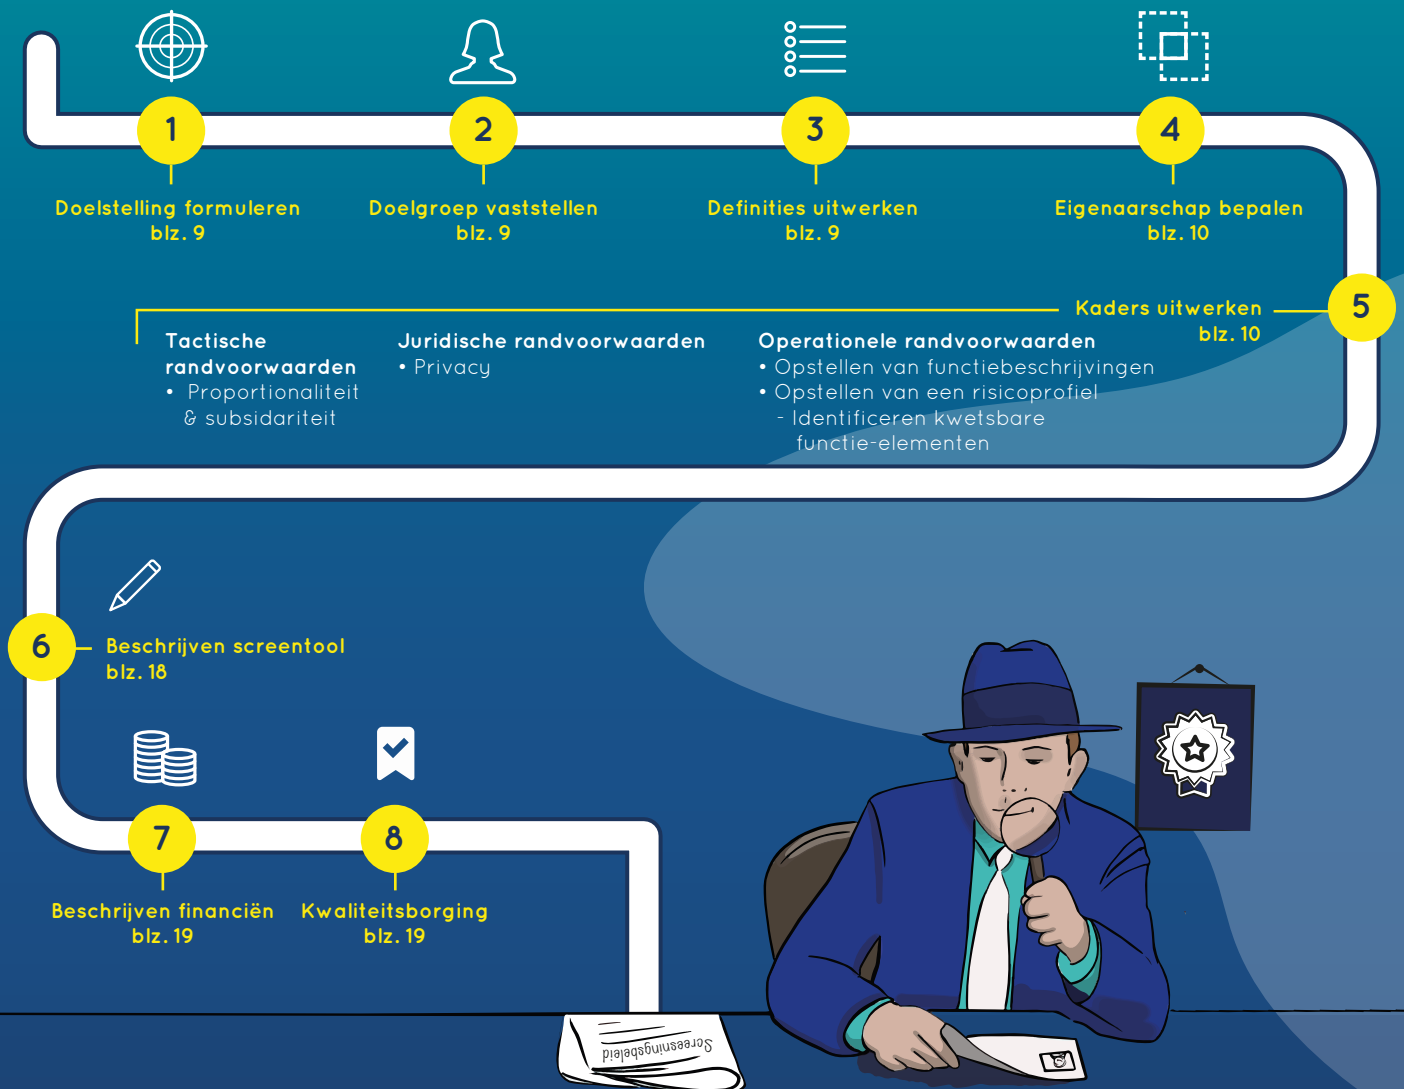 1
Doelstelling formuleren
blz. 9
2
Doelgroep vaststellen
blz. 9
3
Definities uitwerken
blz. 9
4
Eigenaarschap bepalen
blz. 10
5
Kaders uitwerken
blz. 10
Tactische
randvoorwaarden
• Proportionaliteit
& subsidariteit
Juridische randvoorwaarden
• Privacy
Operationele randvoorwaarden
• Opstellen van functiebeschrijvingen
• Opstellen van een risicoprofiel
- Identificeren kwetsbare
functie-elementen
6
Beschrijven screentool
blz. 18
7
Beschrijven financiën
blz. 19
8
Kwaliteitsborging
blz. 19